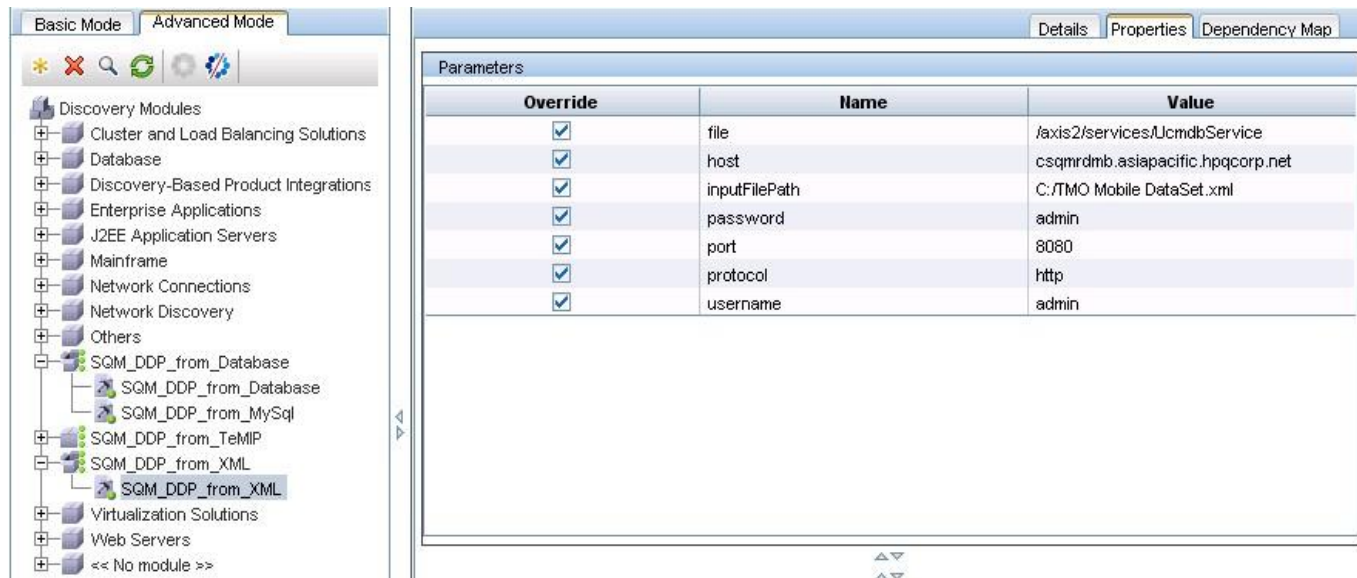 Basic Mode
Advanced Mode
Discovery Modules
Cluster and Load Balancing Solutions
Database
Discovery-Based Product Integrations
Enterprise Applications
J2EE Application Servers
Mainframe
Network Connections
Network Discovery
Others
SQM_DDP_from_Database
SQM_DDP_from_Database
SQM_DDP_from_MySql
SQM_DDP_from_TeMIP
SQM_DDP_from_XML
SQM_DDP_from_XML
Virtualization Solutions
Web Servers
<< No module >>
Details Properties Dependency Map
Parameters
Override Name Value
file /axis2/services/UcmdbService
host csqmrdmb.asiapacific.hpqcorp.net
inputFilePath C:/TMO Mobile DataSet.xml
password admin
port 8080
protocol http
username admin